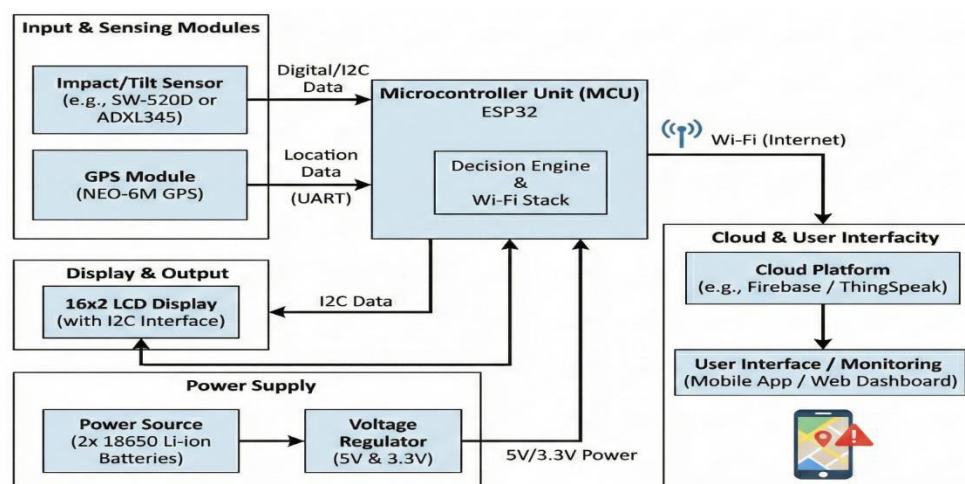 Input & Sensing Modules
Impact/Tilt Sensor
(e.g., SW-520D or
ADXL345)
GPS Module
(NEO-6M GPS)
Digital/I2C
Data
Location
Data
(UART)
Microcontroller Unit (MCU)
ESP32
Decision Engine
&
Wi-Fi Stack
Wi-Fi (Internet)
Display & Output
16x2 LCD Display
(with I2C Interface)
I2C Data
Power Supply
Power Source
(2x 18650 Li-ion
Batteries)
Voltage
Regulator
(5V & 3.3V)
5V/3.3V Power
Cloud & User Interfacity
Cloud Platform
(e.g., Firebase / ThingSpeak)
User Interface / Monitoring
(Mobile App / Web Dashboard)